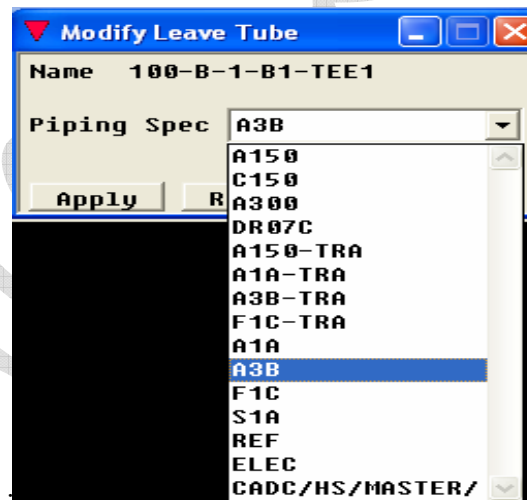 Modify Leave Tube
Name 100-B-1-B1-TEE1
Piping Spec A3B
A150
C150
Apply R
A300
DR07C
A150-TRA
A1A-TRA
A3B-TRA
F1C-TRA
A1A
A3B
F1C
S1A
REF
ELEC
CADC/HS/MASTER/